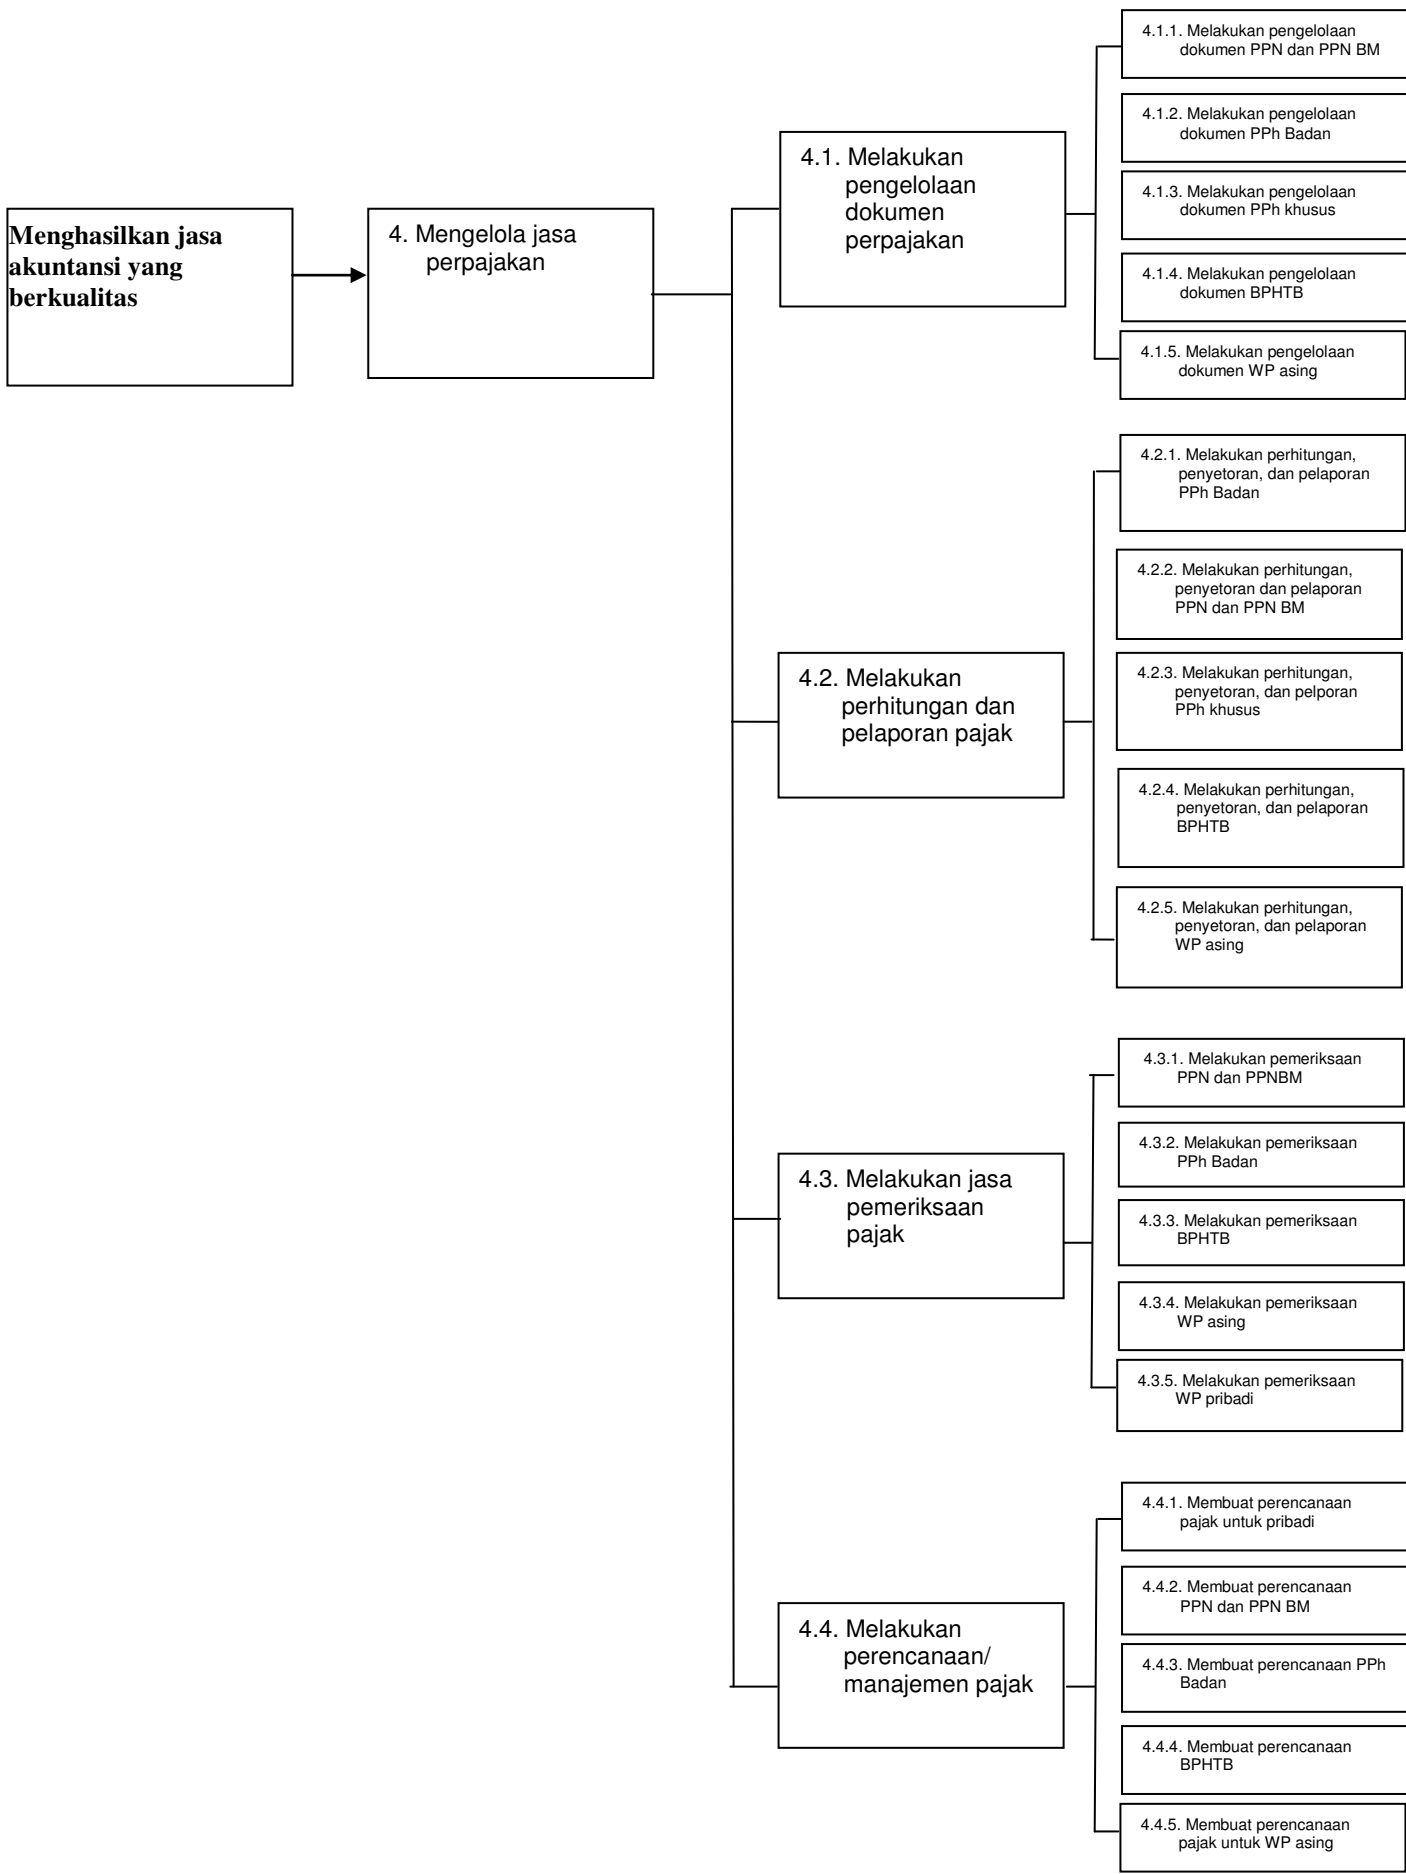 Menghasilkan jasa
akuntansi yang
berkualitas
4. Mengelola jasa
perpajakan
4.1. Melakukan
pengelolaan
dokumen
perpajakan
4.1.1. Melakukan pengelolaan
dokumen PPN dan PPN BM
4.1.2. Melakukan pengelolaan
dokumen PPh Badan
4.1.3. Melakukan pengelolaan
dokumen PPh khusus
4.1.4. Melakukan pengelolaan
dokumen BPHTB
4.1.5. Melakukan pengelolaan
dokumen WP asing
4.2. Melakukan
perhitungan dan
pelaporan pajak
4.2.1. Melakukan perhitungan,
penyetoran, dan pelaporan
PPh Badan
4.2.2. Melakukan perhitungan,
penyetoran dan pelaporan
PPN dan PPN BM
4.2.3. Melakukan perhitungan,
penyetoran, dan pelporan
PPh khusus
4.2.4. Melakukan perhitungan,
penyetoran, dan pelaporan
BPHTB
4.2.5. Melakukan perhitungan,
penyetoran, dan pelaporan
WP asing
4.3. Melakukan jasa
pemeriksaan
pajak
4.3.1. Melakukan pemeriksaan
PPN dan PPNBM
4.3.2. Melakukan pemeriksaan
PPh Badan
4.3.3. Melakukan pemeriksaan
BPHTB
4.3.4. Melakukan pemeriksaan
WP asing
4.3.5. Melakukan pemeriksaan
WP pribadi
4.4. Melakukan
perencanaan/
manajemen pajak
4.4.1. Membuat perencanaan
pajak untuk pribadi
4.4.2. Membuat perencanaan
PPN dan PPN BM
4.4.3. Membuat perencanaan PPh
Badan
4.4.4. Membuat perencanaan
BPHTB
4.4.5. Membuat perencanaan
pajak untuk WP asing